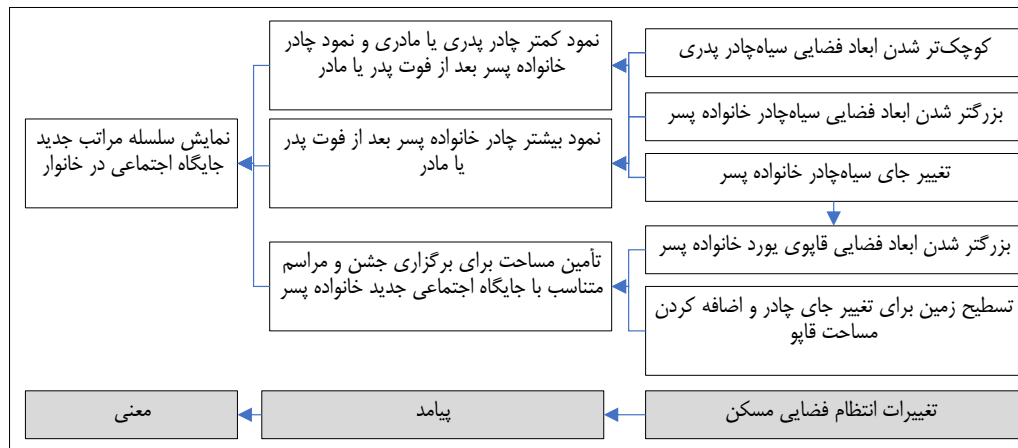 کوچک‌تر شدن ابعاد فضایی سیاه‌چادر پدری
بزرگتر شدن ابعاد فضایی سیاه‌چادر خانواده پسر
تغییر جای سیاه‌چادر خانواده پسر
بزرگتر شدن ابعاد فضایی قاپوی یورد خانواده پسر
تسطیح زمین برای تغییر جای چادر و اضافه کردن
مساحت قاپو
نمود کمتر چادر پدری یا مادری و نمود چادر
خانواده پسر بعد از فوت پدر یا مادر
نمود بیشتر چادر خانواده پسر بعد از فوت پدر
یا مادر
تأمین مساحت برای برگزاری جشن و مراسم
متناسب با جایگاه اجتماعی جدید خانواده پسر
نمایش سلسله مراتب جدید
جایگاه اجتماعی در خانوار
تغییرات انتظام فضایی مسکن
پیامد
معنی